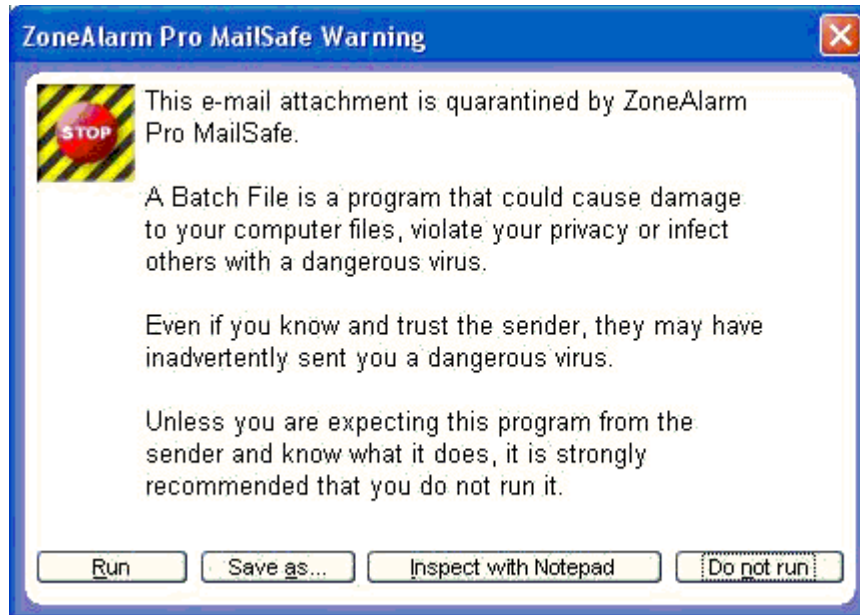 ZoneAlarm Pro MailSafe Warning
STOP
This e-mail attachment is quarantined by ZoneAlarm
Pro MailSafe.
A Batch File is a program that could cause damage
to your computer files, violate your privacy or infect
others with a dangerous virus.
Even if you know and trust the sender, they may have
inadvertently sent you a dangerous virus.
Unless you are expecting this program from the
sender and know what it does, it is strongly
recommended that you do not run it.
Run Save as... Inspect with Notepad Do not run